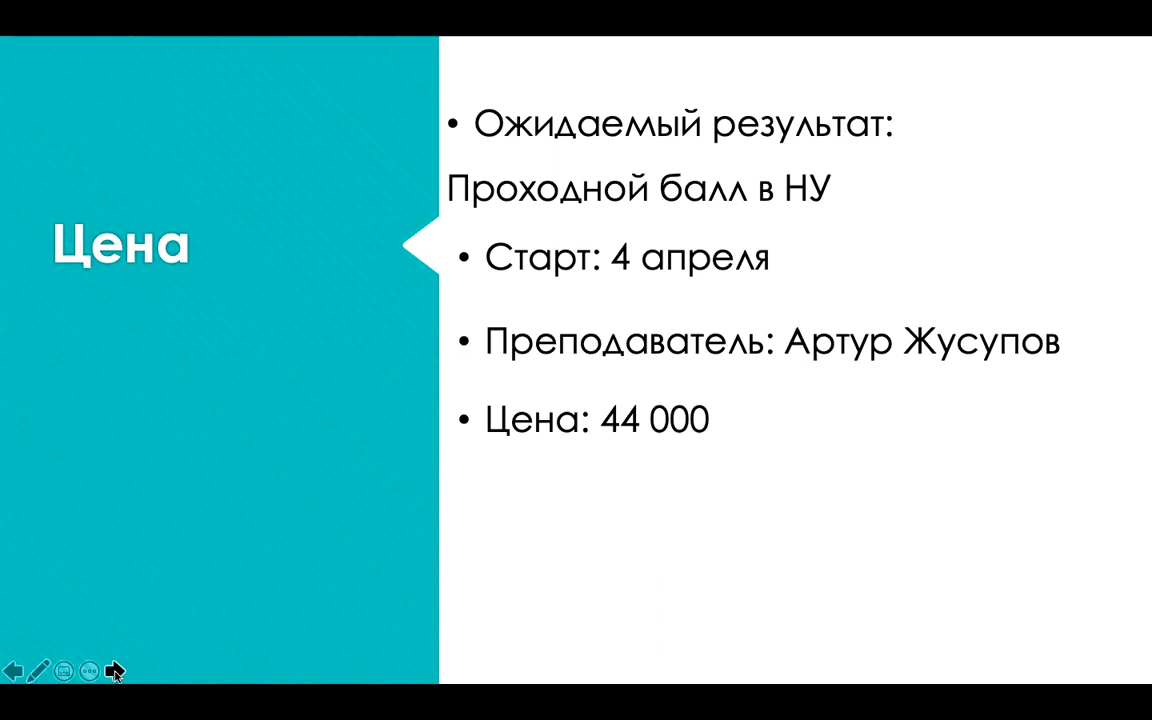 Цена
• Ожидаемый результат:
Проходной балл в НУ
• Старт: 4 апреля
• Преподаватель: Артур Жусупов
• Цена: 44 000